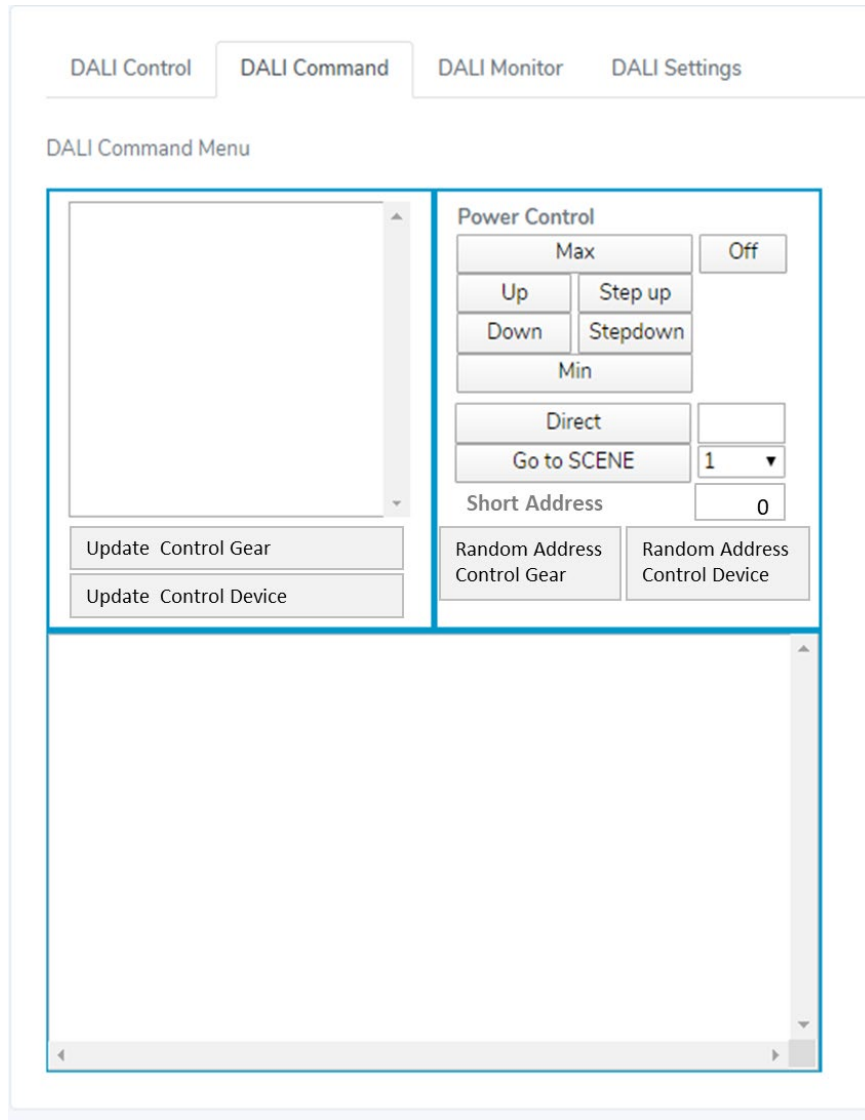 DALI Control DALI Command DALI Monitor DALI Settings
DALI Command Menu
Power Control
Max Off
Up Step up
Down Stepdown
Min
Direct
Go to SCENE 1
Short Address 0
Update Control Gear
Update Control Device
Random Address
Control Gear
Random Address
Control Device